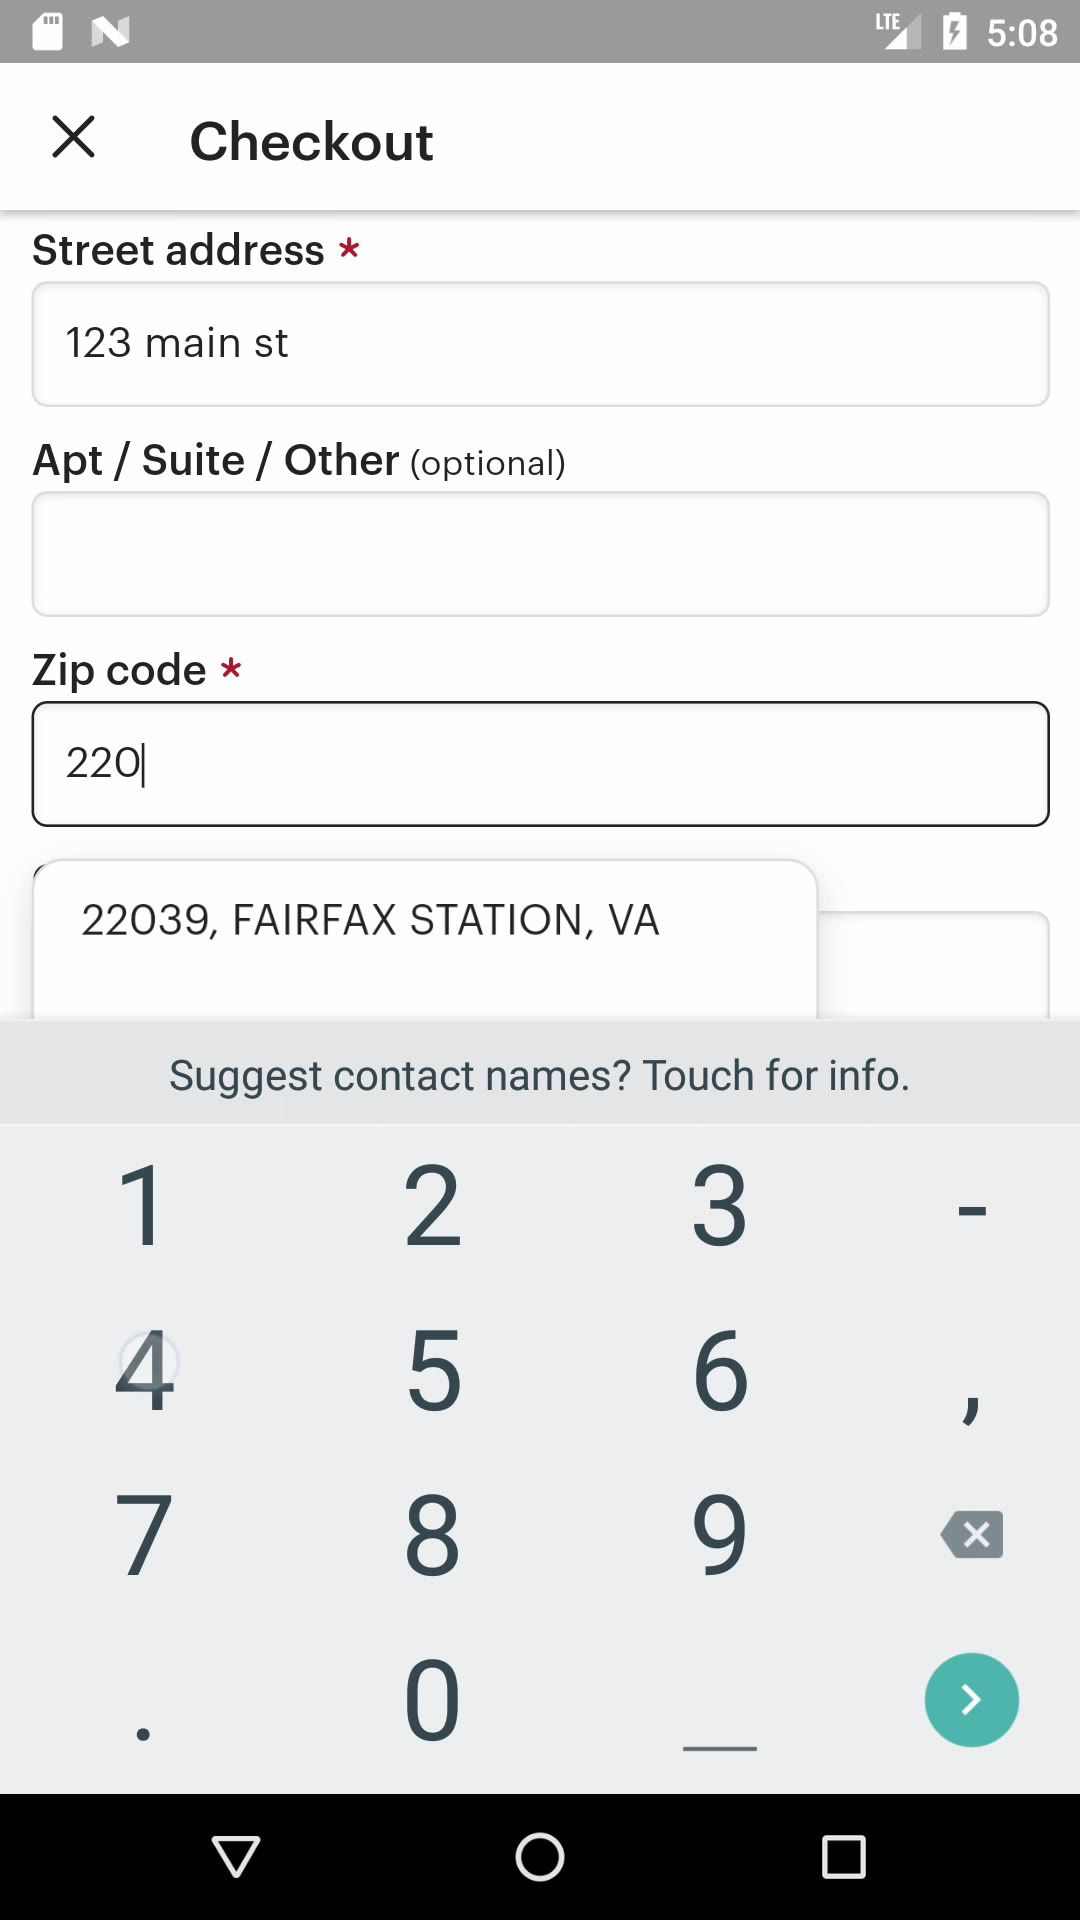 LTE 5:08
Checkout
Street address *
123 main st
Apt / Suite / Other (optional)
Zip code *
220
22039, FAIRFAX STATION, VA
Suggest contact names? Touch for info.
1 2 3 -
4 5 6 ,
7 8 9
. 0 _